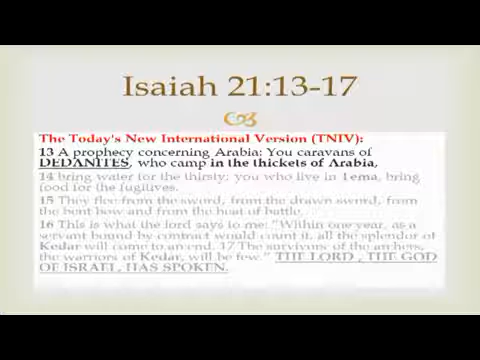 Isaiah 21:13-17
The Today's New International Version (TNIV):
13 A prophecy concerning Arabia: You caravans of
DEDANITES, who camp in the thickets of Arabia,
14 bring water for the thirsty; you who live in Tema, bring
food for the fugitives.
15 They flee from the sword, from the drawn sword, from
the bent bow and from the heat of battle.
16 This is what the lord says to me: "Within one year, as a
servant bound by contract would count it, all the splendor
of Kedar will come to an end. 17 The survivors of the archers,
the warriors of Kedar, will be few." THE LORD , THE GOD
OF ISRAEL, HAS SPOKEN.